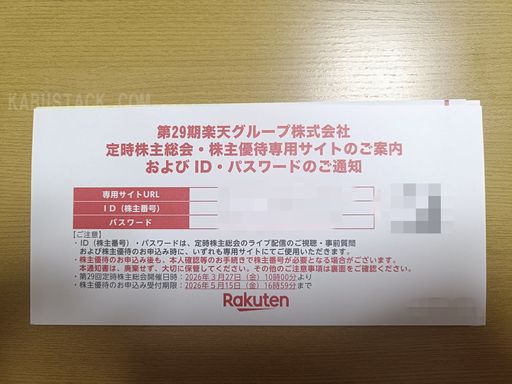 KABUSTACK.COM
第29期楽天グループ株式会社
定時株主総会・株主優待専用サイトのご案内
および ID・パスワードのご通知
専用サイトURL
ID（株主番号）
パスワード
【ご注意】
・ID（株主番号）・パスワードは、定時株主総会のライブ配信のご視聴・事前質問
および株主優待のお申込み時に、いずれも専用サイトにてご使用いただきます。
・株主優待のお申込み後も、本人確認等のお手続きで株主番号が必要となる場合がございます。
本通知書は、廃棄せず、大切に保管してください。その他のご注意事項は裏面をご確認ください。
・第29回定時株主総会開催日時：2026年3月27日（金）10時00分より
・株主優待のお申込み受付期限：2026年5月15日（金）16時59分まで
Rakuten